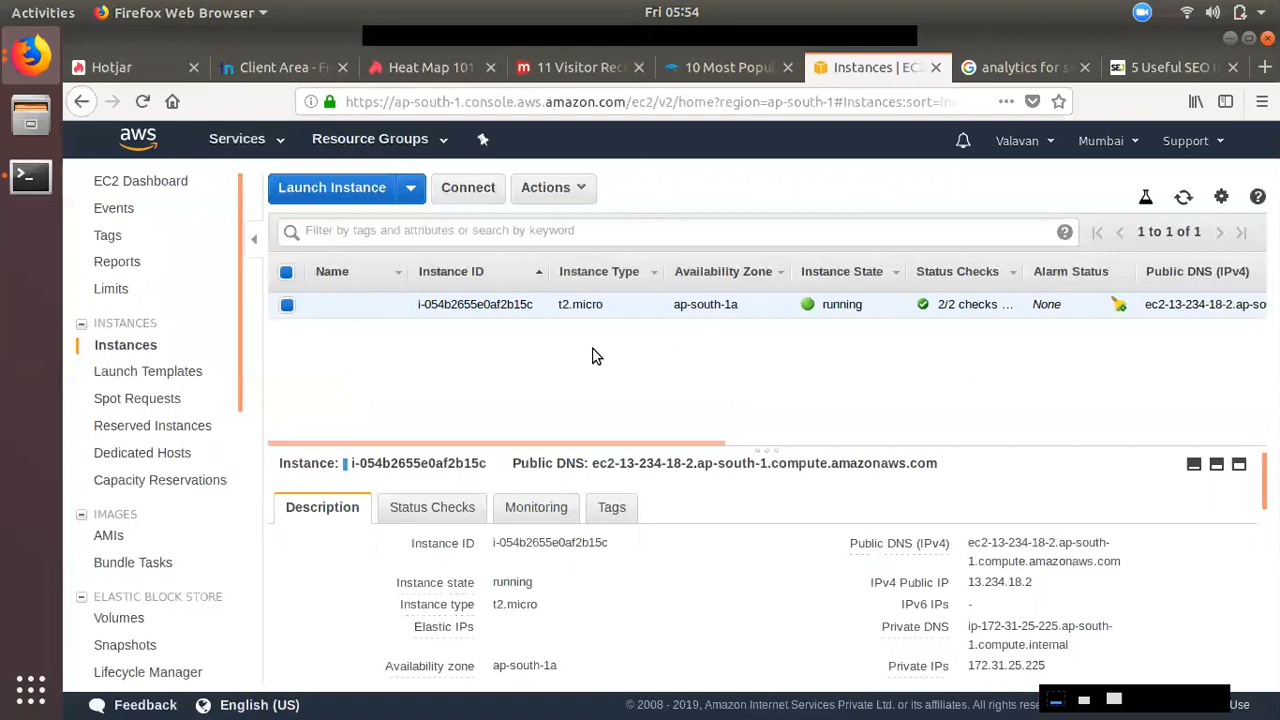 Activities Firefox Web Browser Fri 05:54
Hotjar Client Area - Fr Heat Map 101 11 Visitor Rec 10 Most Popu Instances | EC analytics for s 5 Useful SEO
https://ap-south-1.console.aws.amazon.com/ec2/v2/home?region=ap-south-1#Instances:sort=in
aws Services Resource Groups Valavan Mumbai Support
EC2 Dashboard
Events
Tags
Reports
Limits
INSTANCES
Instances
Launch Templates
Spot Requests
Reserved Instances
Dedicated Hosts
Capacity Reservations
IMAGES
AMIs
Bundle Tasks
ELASTIC BLOCK STORE
Volumes
Snapshots
Lifecycle Manager
Launch Instance Connect Actions
Filter by tags and attributes or search by keyword 1 to 1 of 1
Name Instance ID Instance Type Availability Zone Instance State Status Checks Alarm Status Public DNS (IPv4)
i-054b2655e0af2b15c t2.micro ap-south-1a running 2/2 checks ... None ec2-13-234-18-2.ap-so
Instance: i-054b2655e0af2b15c Public DNS: ec2-13-234-18-2.ap-south-1.compute.amazonaws.com
Description Status Checks Monitoring Tags
Instance ID i-054b2655e0af2b15c Public DNS (IPv4) ec2-13-234-18-2.ap-south-
1.compute.amazonaws.com
Instance state running IPv4 Public IP 13.234.18.2
Instance type t2.micro IPv6 IPs -
Elastic IPs Private DNS ip-172-31-25-225.ap-south-
1.compute.internal
Availability zone ap-south-1a Private IPs 172.31.25.225
Feedback English (US) © 2008 - 2019, Amazon Internet Services Private Ltd. or its affiliates. All rights Use